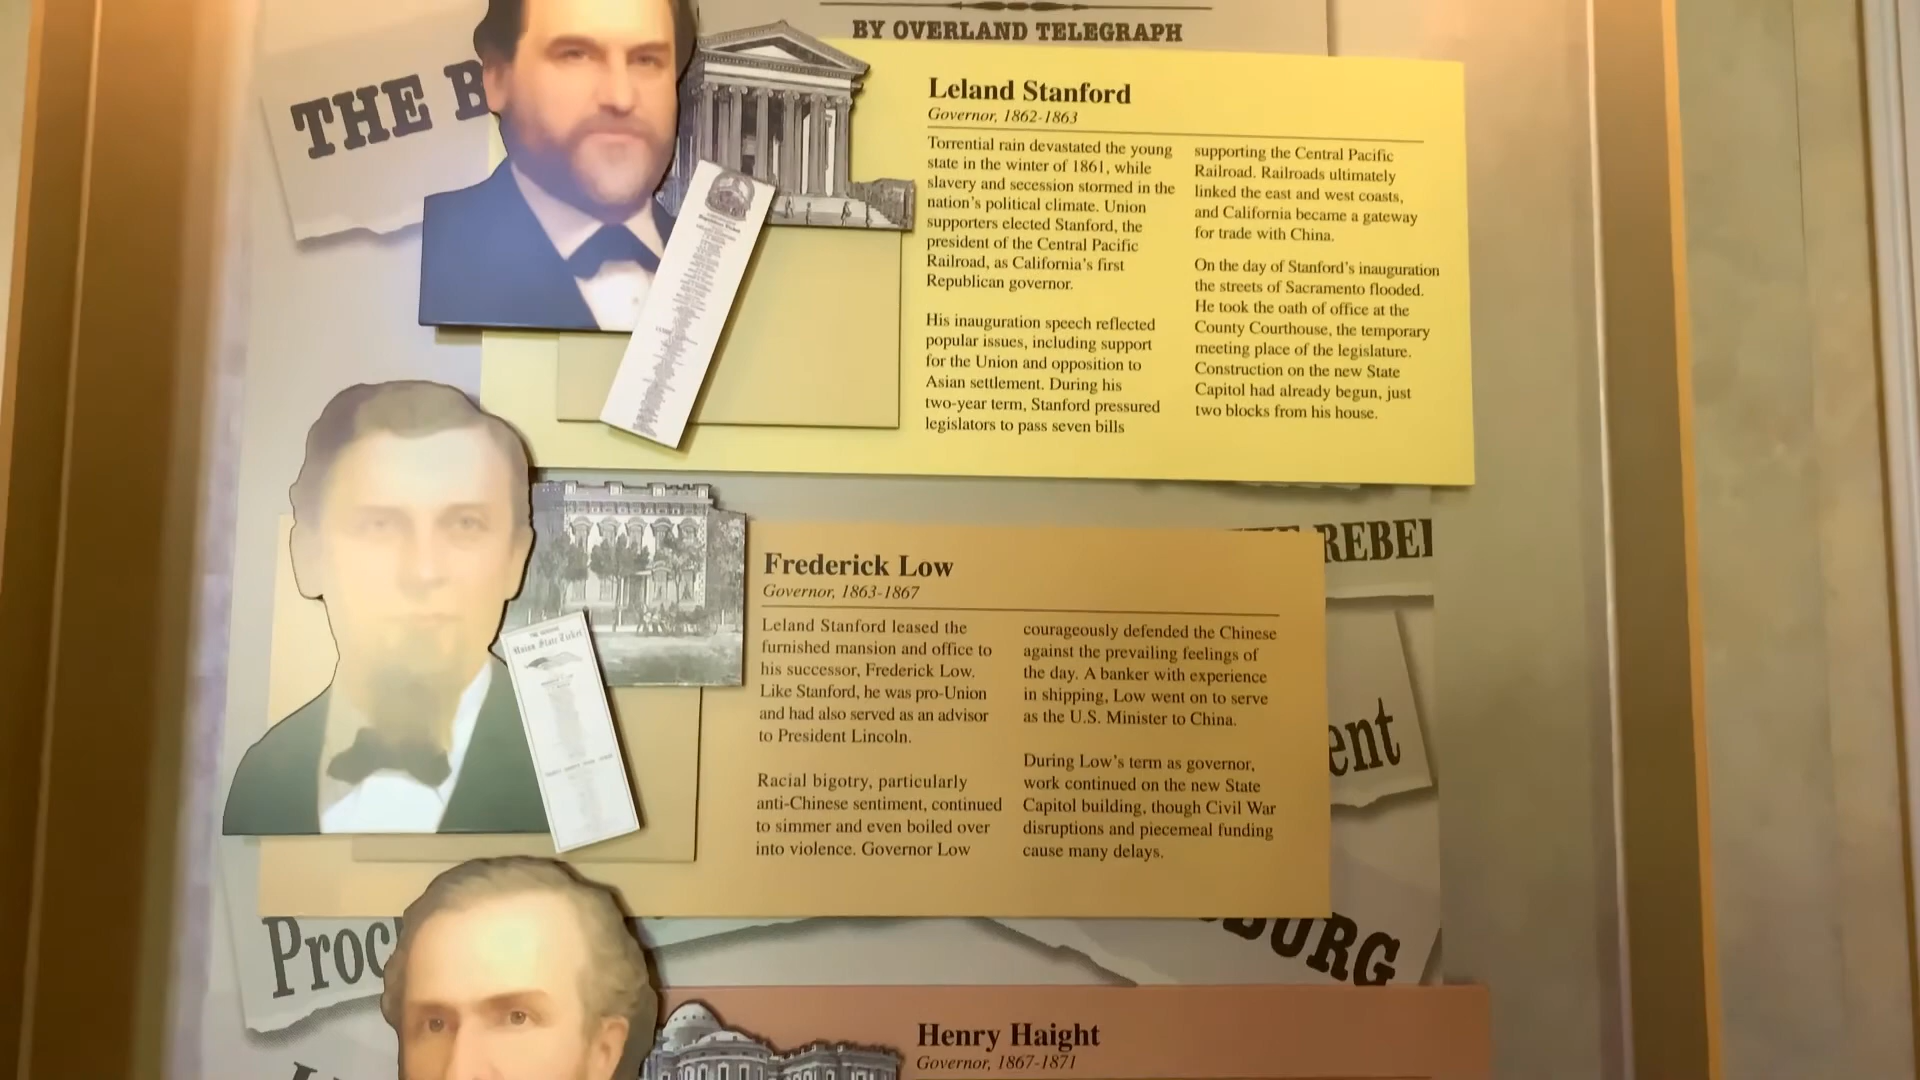 BY OVERLAND TELEGRAPH
THE B
Leland Stanford
Governor, 1862-1863
Torrential rain devastated the young
state in the winter of 1861, while
slavery and secession stormed in the
nation's political climate. Union
supporters elected Stanford, the
president of the Central Pacific
Railroad, as California's first
Republican governor.
His inauguration speech reflected
popular issues, including support
for the Union and opposition to
Asian settlement. During his
two-year term, Stanford pressured
legislators to pass seven bills
supporting the Central Pacific
Railroad. Railroads ultimately
linked the east and west coasts,
and California became a gateway
for trade with China.
On the day of Stanford's inauguration
the streets of Sacramento flooded.
He took the oath of office at the
County Courthouse, the temporary
meeting place of the legislature.
Construction on the new State
Capitol had already begun, just
two blocks from his house.
REBEL
Frederick Low
Governor, 1863-1867
Union State Ticket
Leland Stanford leased the
furnished mansion and office to
his successor, Frederick Low.
Like Stanford, he was pro-Union
and had also served as an advisor
to President Lincoln.
Racial bigotry, particularly
anti-Chinese sentiment, continued
to simmer and even boiled over
into violence. Governor Low
courageously defended the Chinese
against the prevailing feelings of
the day. A banker with experience
in shipping, Low went on to serve
as the U.S. Minister to China.
During Low's term as governor,
work continued on the new State
Capitol building, though Civil War
disruptions and piecemeal funding
cause many delays.
ent
Proc
BURG
Henry Haight
Governor, 1867-1871